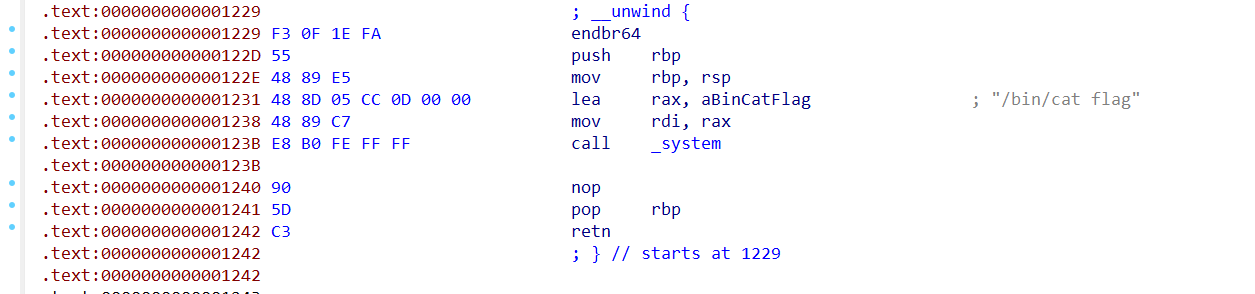 .text:0000000000001229 ; __unwind {
.text:0000000000001229 F3 0F 1E FA endbr64
.text:000000000000122D 55 push rbp
.text:000000000000122E 48 89 E5 mov rbp, rsp
.text:0000000000001231 48 8D 05 CC 0D 00 00 lea rax, aBinCatFlag ; "/bin/cat flag"
.text:0000000000001238 48 89 C7 mov rdi, rax
.text:000000000000123B E8 B0 FE FF FF call _system
.text:000000000000123B
.text:0000000000001240 90 nop
.text:0000000000001241 5D pop rbp
.text:0000000000001242 C3 retn
.text:0000000000001242 ; } // starts at 1229
.text:0000000000001242